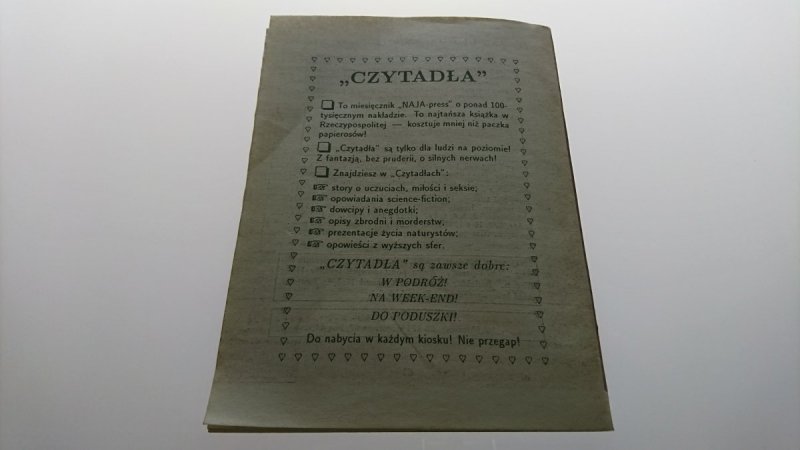 „CZYTADŁA”
To miesięcznik „NAJA-press” o ponad 100-
tysięcznym nakładzie. To najtańsza książka w
Rzeczypospolitej — kosztuje mniej niż paczka
papierosów!
„Czytadła” są tylko dla ludzi na poziomie!
Z fantazją, bez pruderii, o silnych nerwach!
Znajdziesz w „Czytadłach”:
story o uczuciach, miłości i seksie;
opowiadania science-fiction;
dowcipy i anegdotki;
opisy zbrodni i morderstw;
prezentacje życia naturystów;
opowieści z wyższych sfer.
„CZYTADŁA” są zawsze dobre:
W PODRÓŻ!
NA WEEK-END!
DO PODUSZKI!
Do nabycia w każdym kiosku! Nie przegap!